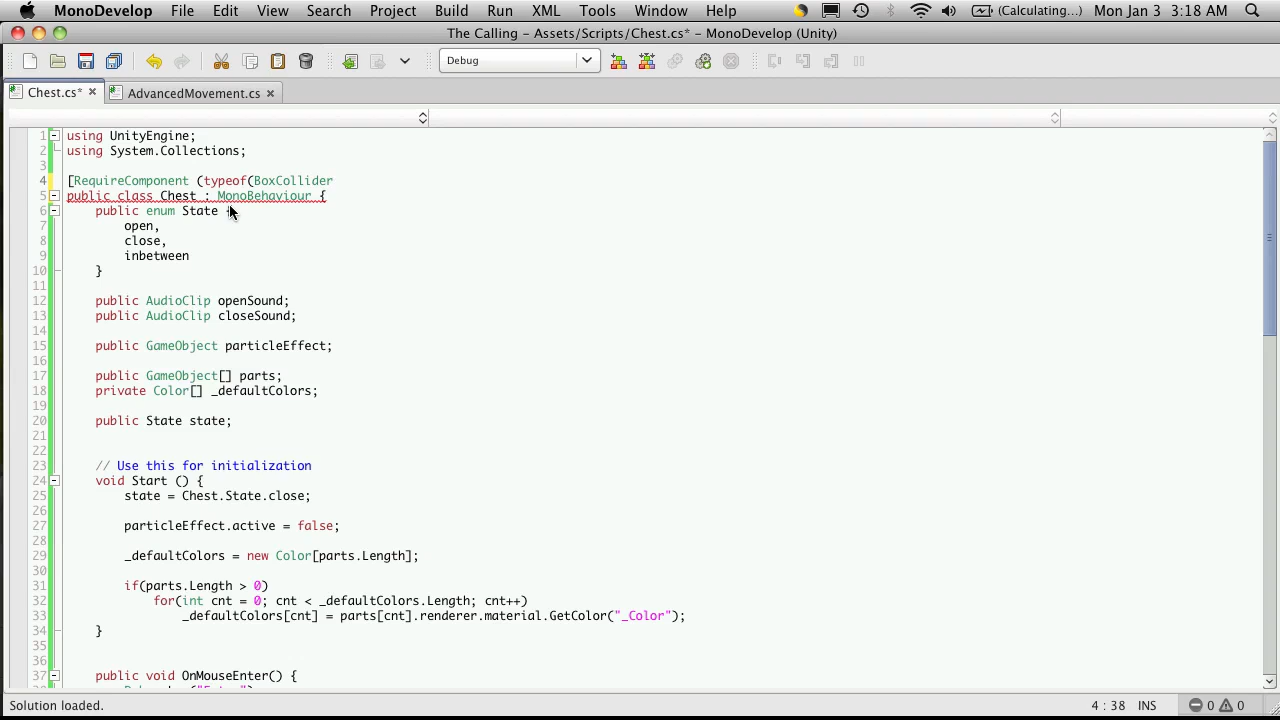 MonoDevelop File Edit View Search Project Build Run XML Tools Window Help (Calculating...) Mon Jan 3 3:18 AM
The Calling - Assets/Scripts/Chest.cs* - MonoDevelop (Unity)
Debug
Chest.cs* AdvancedMovement.cs
1 using UnityEngine;
2 using System.Collections;
3
4 [RequireComponent (typeof(BoxCollider
5 public class Chest : MonoBehaviour {
6 public enum State {
7 open,
8 close,
9 inbetween
10 }
11
12 public AudioClip openSound;
13 public AudioClip closeSound;
14
15 public GameObject particleEffect;
16
17 public GameObject[] parts;
18 private Color[] _defaultColors;
19
20 public State state;
21
22
23 // Use this for initialization
24 void Start () {
25 state = Chest.State.close;
26
27 particleEffect.active = false;
28
29 _defaultColors = new Color[parts.Length];
30
31 if(parts.Length > 0)
32 for(int cnt = 0; cnt < _defaultColors.Length; cnt++)
33 _defaultColors[cnt] = parts[cnt].renderer.material.GetColor("_Color");
34 }
35
36
37 public void OnMouseEnter() {
Solution loaded. 4 : 38 INS 0 0